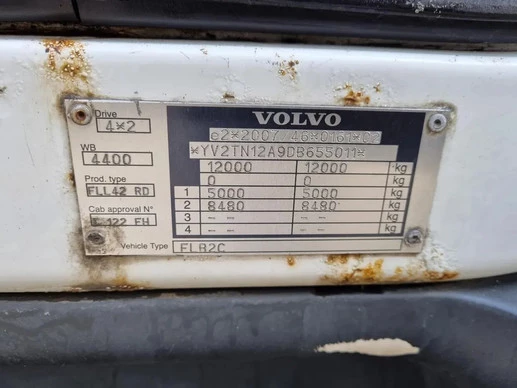 VOLVO
Drive
4*2
e2*2007/46*0161*0
WB
4400
*YV2TN12A9DB655011*
12000 12000 kg
0 0 kg
Prod. type
FLL42 RD
1 5000 5000 kg
2 8480 8480 kg
3 -- -- kg
4 -- -- kg
Cab approval N°
122 FH
Vehicle Type FLR2C